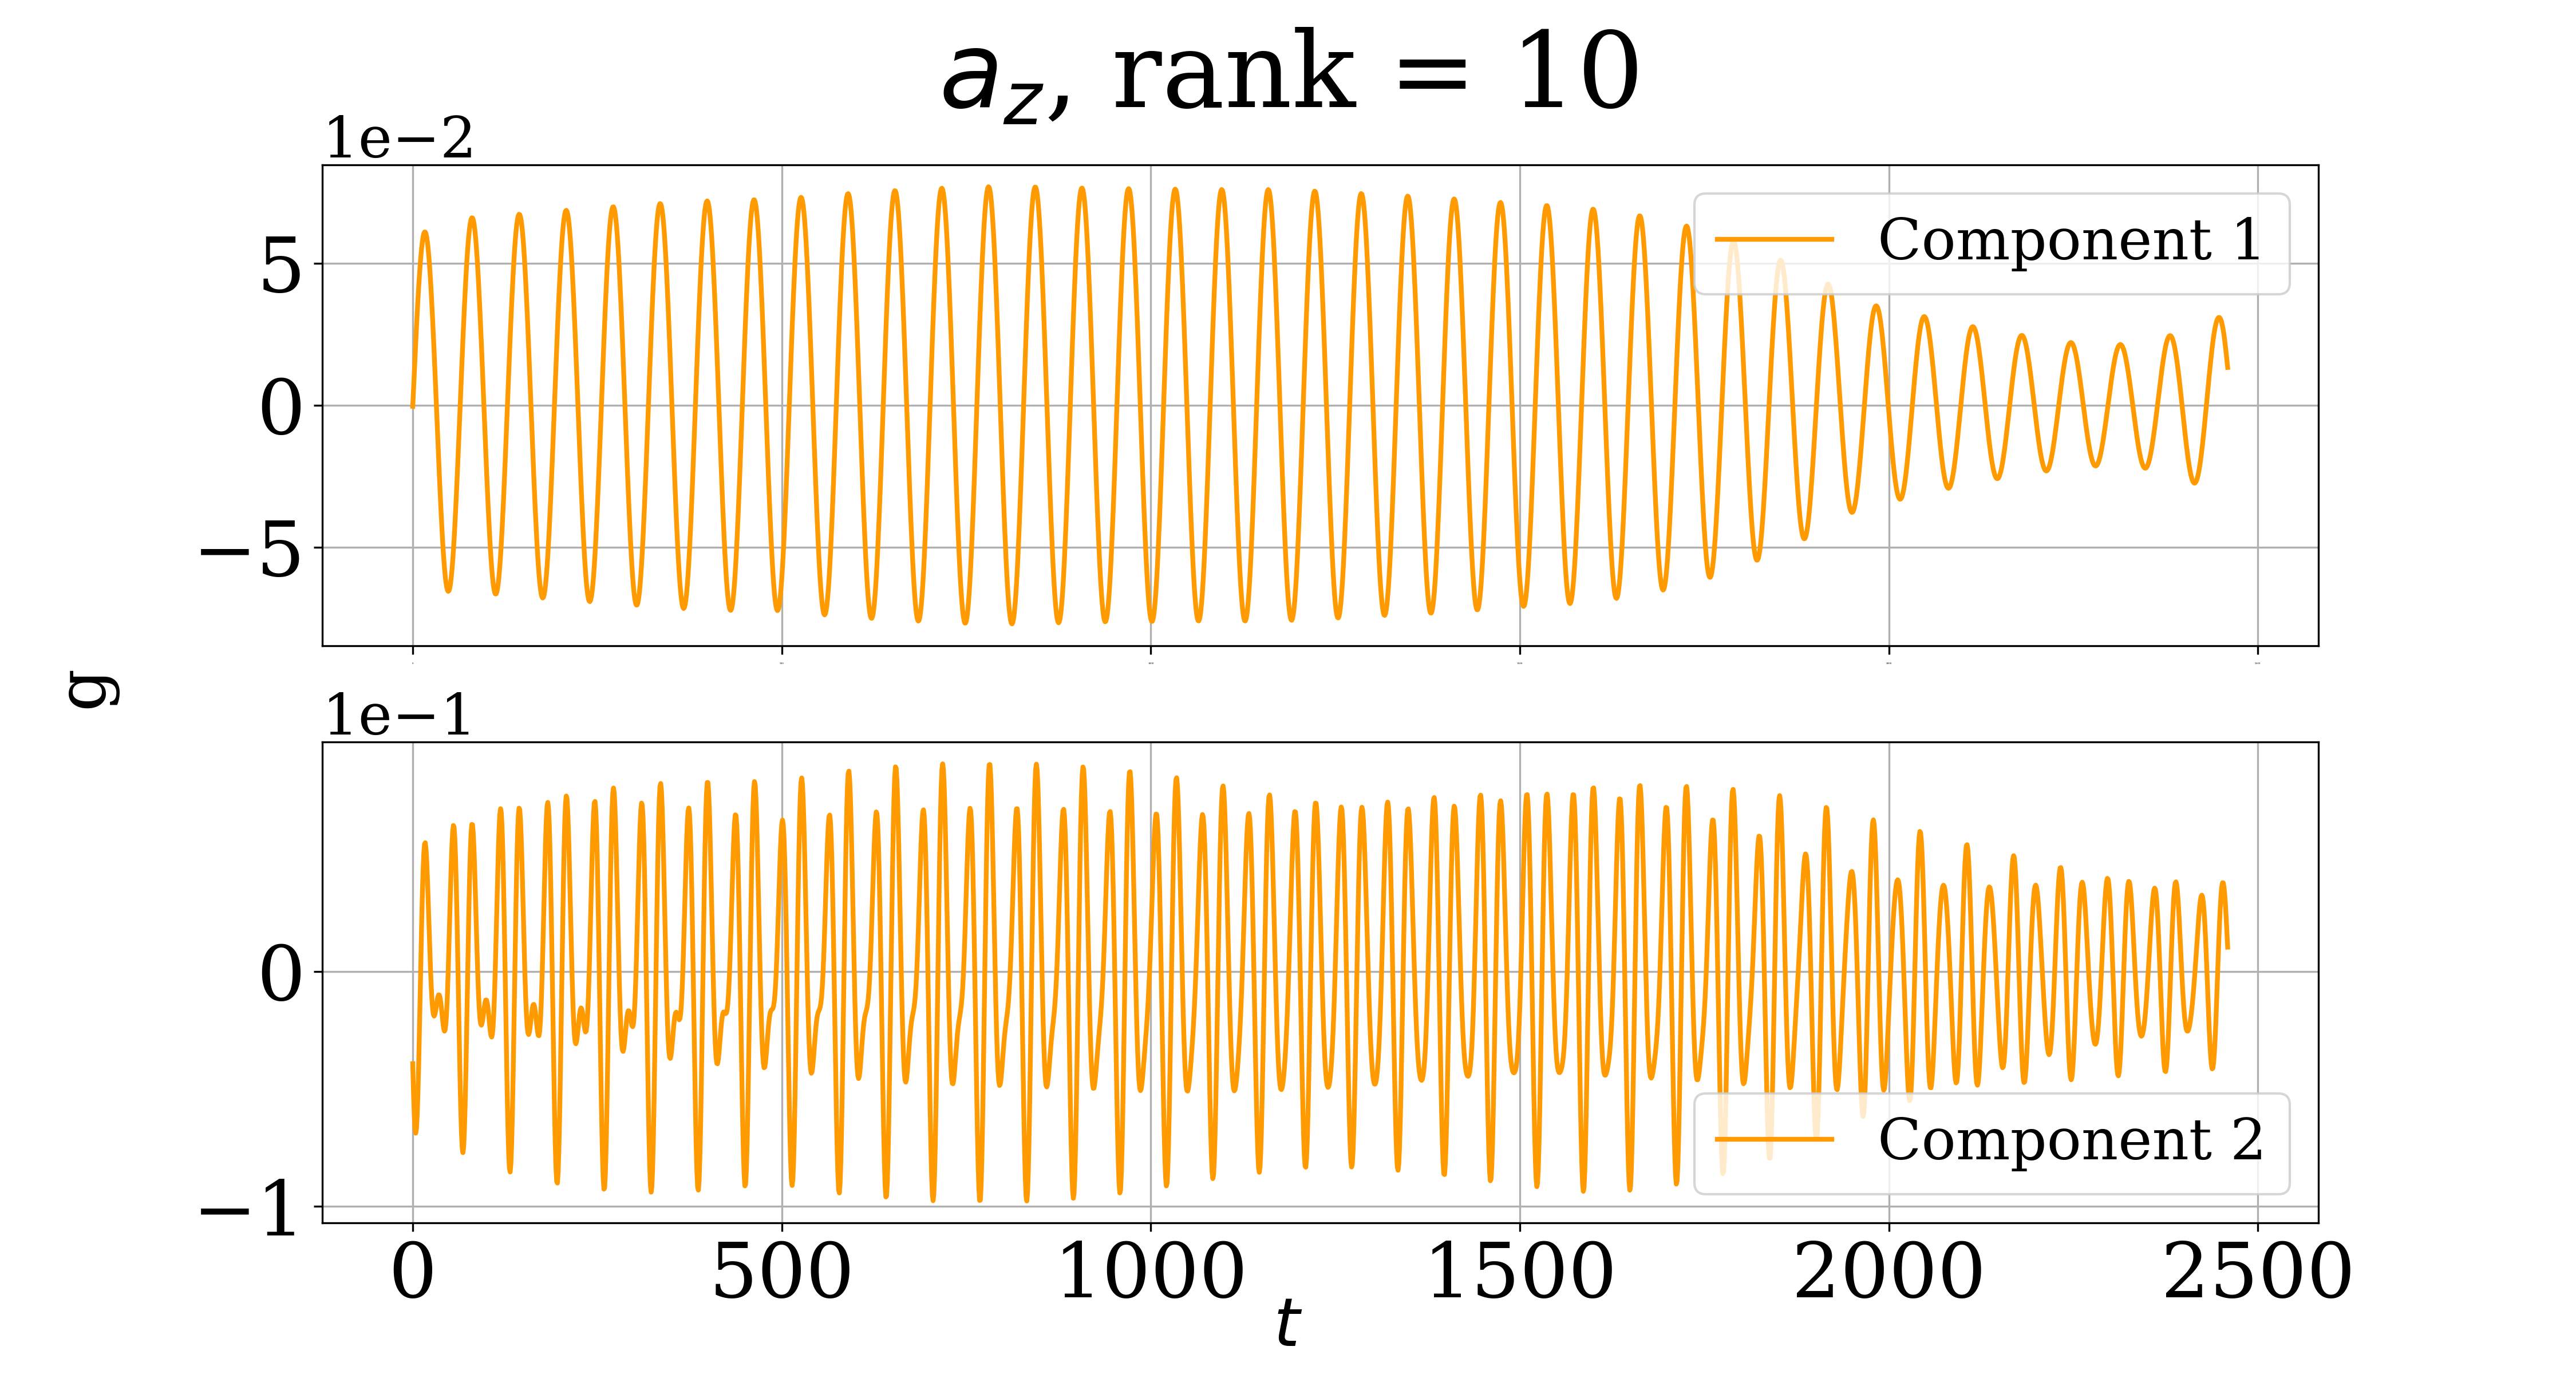 a_z, rank = 10
1e−2
Component 1
5
0
−5
g
1e−1
0
−1
Component 2
0 500 1000 1500 2000 2500
t